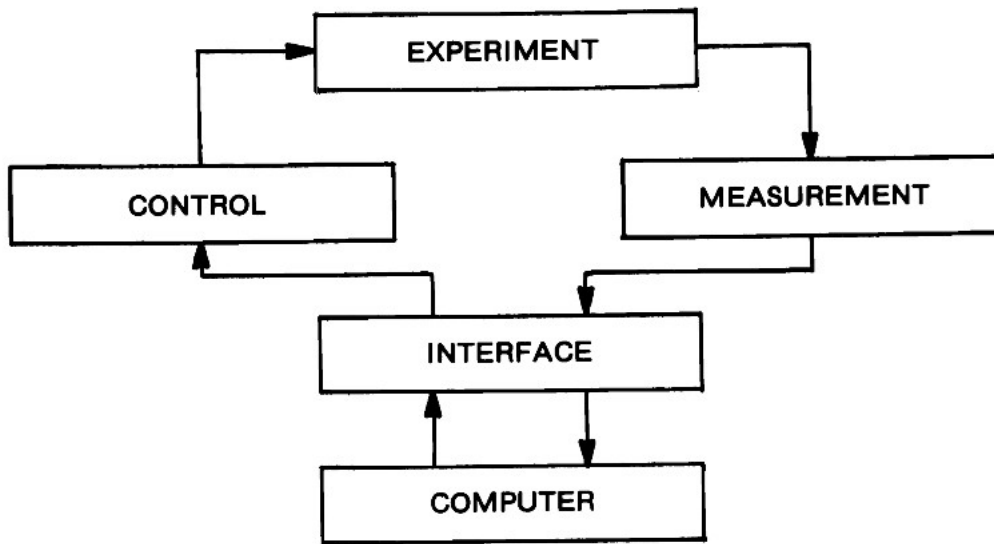 EXPERIMENT
CONTROL
MEASUREMENT
INTERFACE
COMPUTER